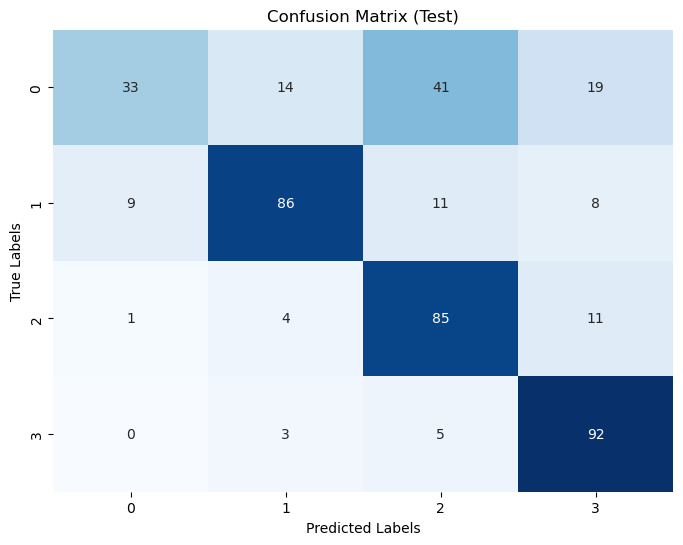 Confusion Matrix (Test)
0 33 14 41 19
1 9 86 11 8
2 1 4 85 11
3 0 3 5 92
True Labels
0 1 2 3
Predicted Labels